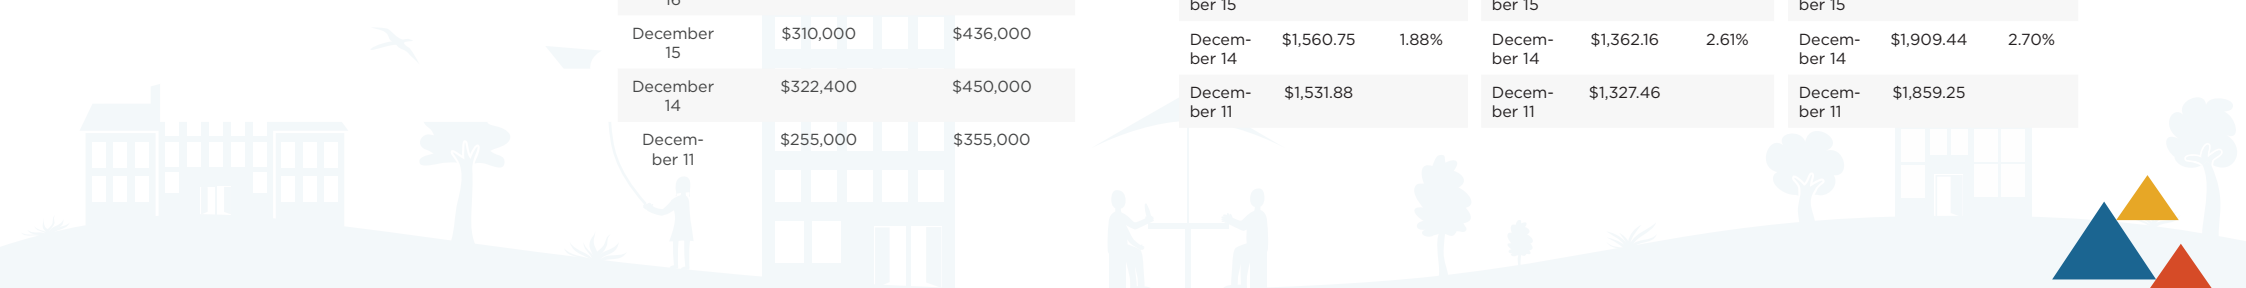 16
December $310,000 $436,000
15
December $322,400 $450,000
14
Decem- $255,000 $355,000
ber 11
ber 15
Decem- $1,560.75 1.88%
ber 14
Decem- $1,531.88
ber 11
ber 15
Decem- $1,362.16 2.61%
ber 14
Decem- $1,327.46
ber 11
ber 15
Decem- $1,909.44 2.70%
ber 14
Decem- $1,859.25
ber 11